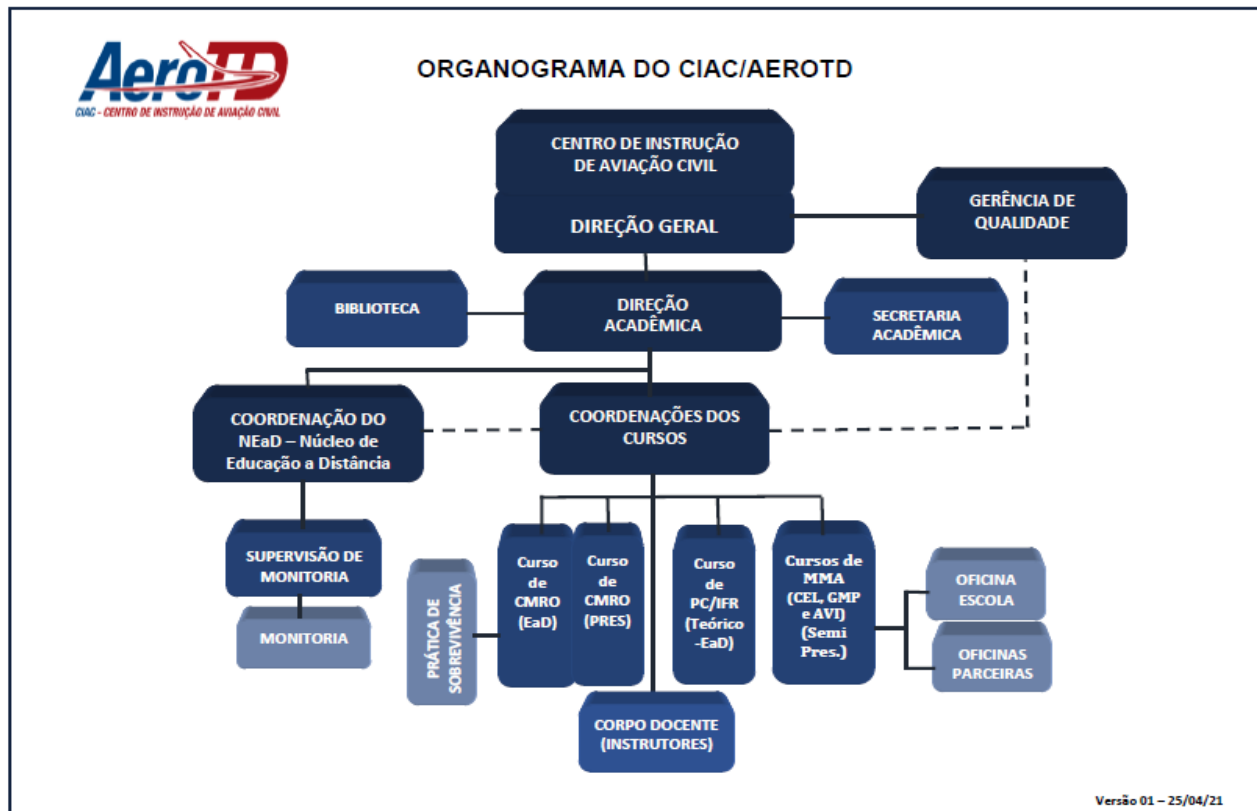 AeroTD
CIAC - CENTRO DE INSTRUÇÃO DE AVIAÇÃO CIVIL
ORGANOGRAMA DO CIAC/AEROTD
CENTRO DE INSTRUÇÃO
DE AVIAÇÃO CIVIL
DIREÇÃO GERAL
GERÊNCIA DE
QUALIDADE
BIBLIOTECA
DIREÇÃO
ACADÊMICA
SECRETARIA
ACADÊMICA
COORDENAÇÃO DO
NEaD – Núcleo de
Educação a Distância
COORDENAÇÕES DOS
CURSOS
SUPERVISÃO DE
MONITORIA
MONITORIA
PRÁTICA DE
SOBREVIVÊNCIA
Curso
de
CMRO
(EaD)
Curso
de
CMRO
(PRES)
Curso
de
PC/IFR
(Teórico
-EaD)
Cursos de
MMA
(CEL, GMP
e AVI)
(Semi
Pres.)
OFICINA
ESCOLA
OFICINAS
PARCEIRAS
CORPO DOCENTE
(INSTRUTORES)
Versão 01 – 25/04/21